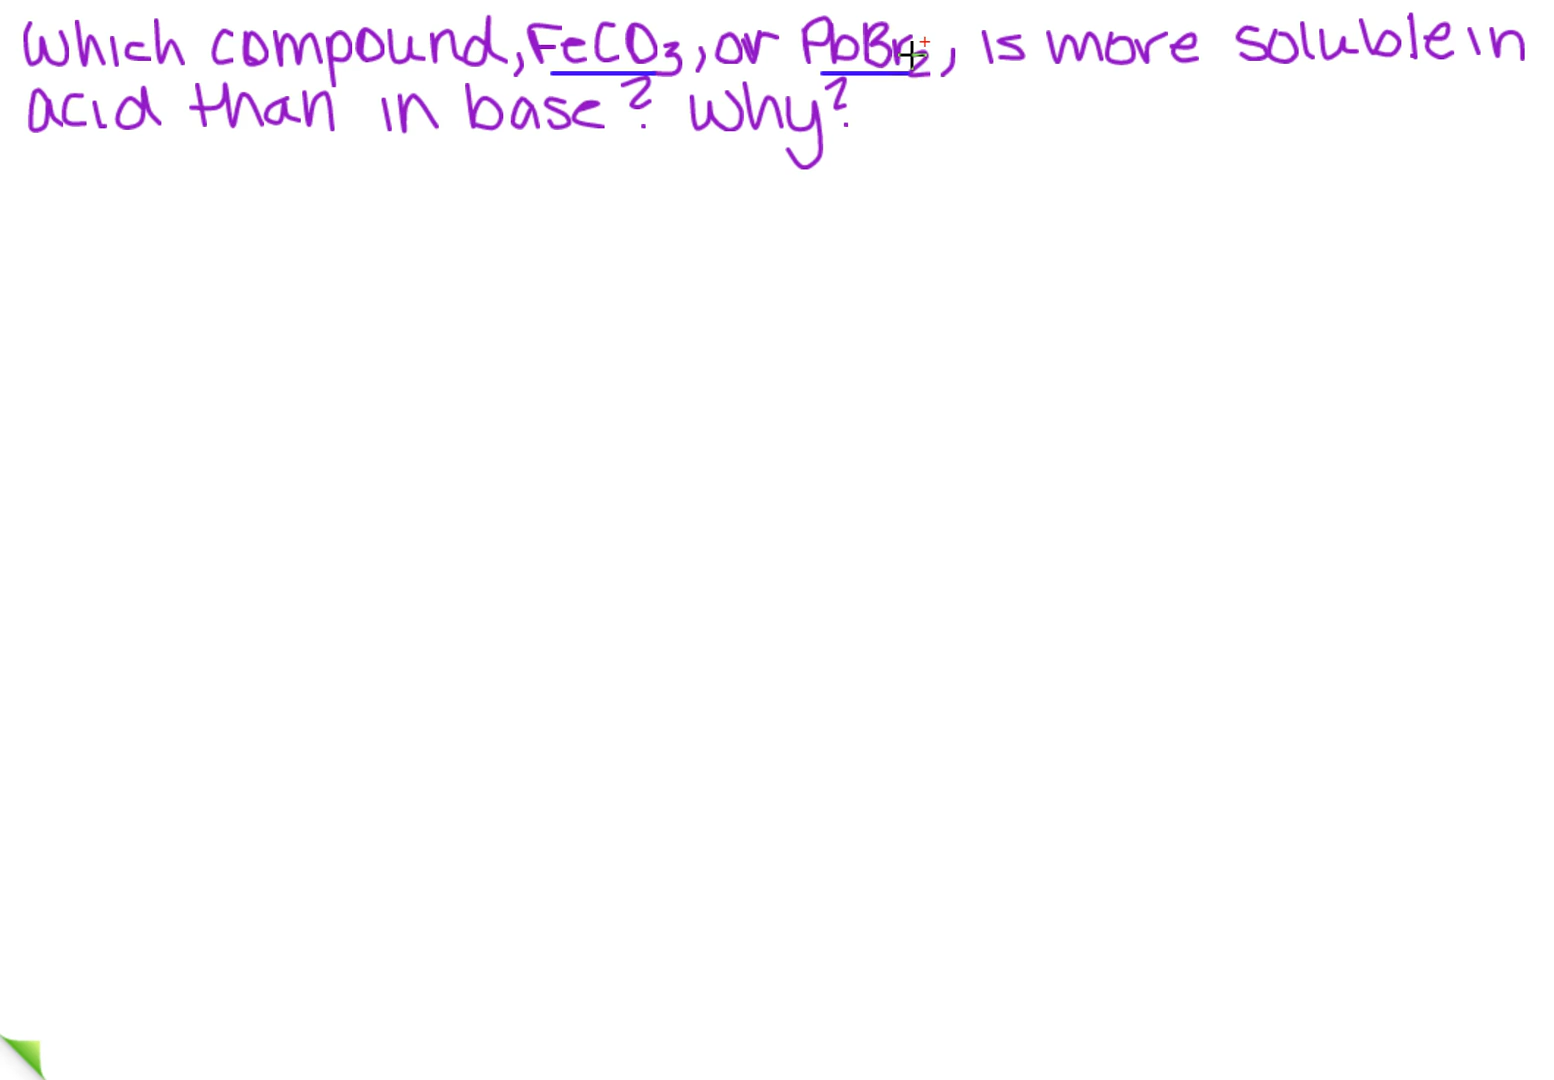 Which compound, FeCO3, or PbBr2, is more soluble in
acid than in base? Why?